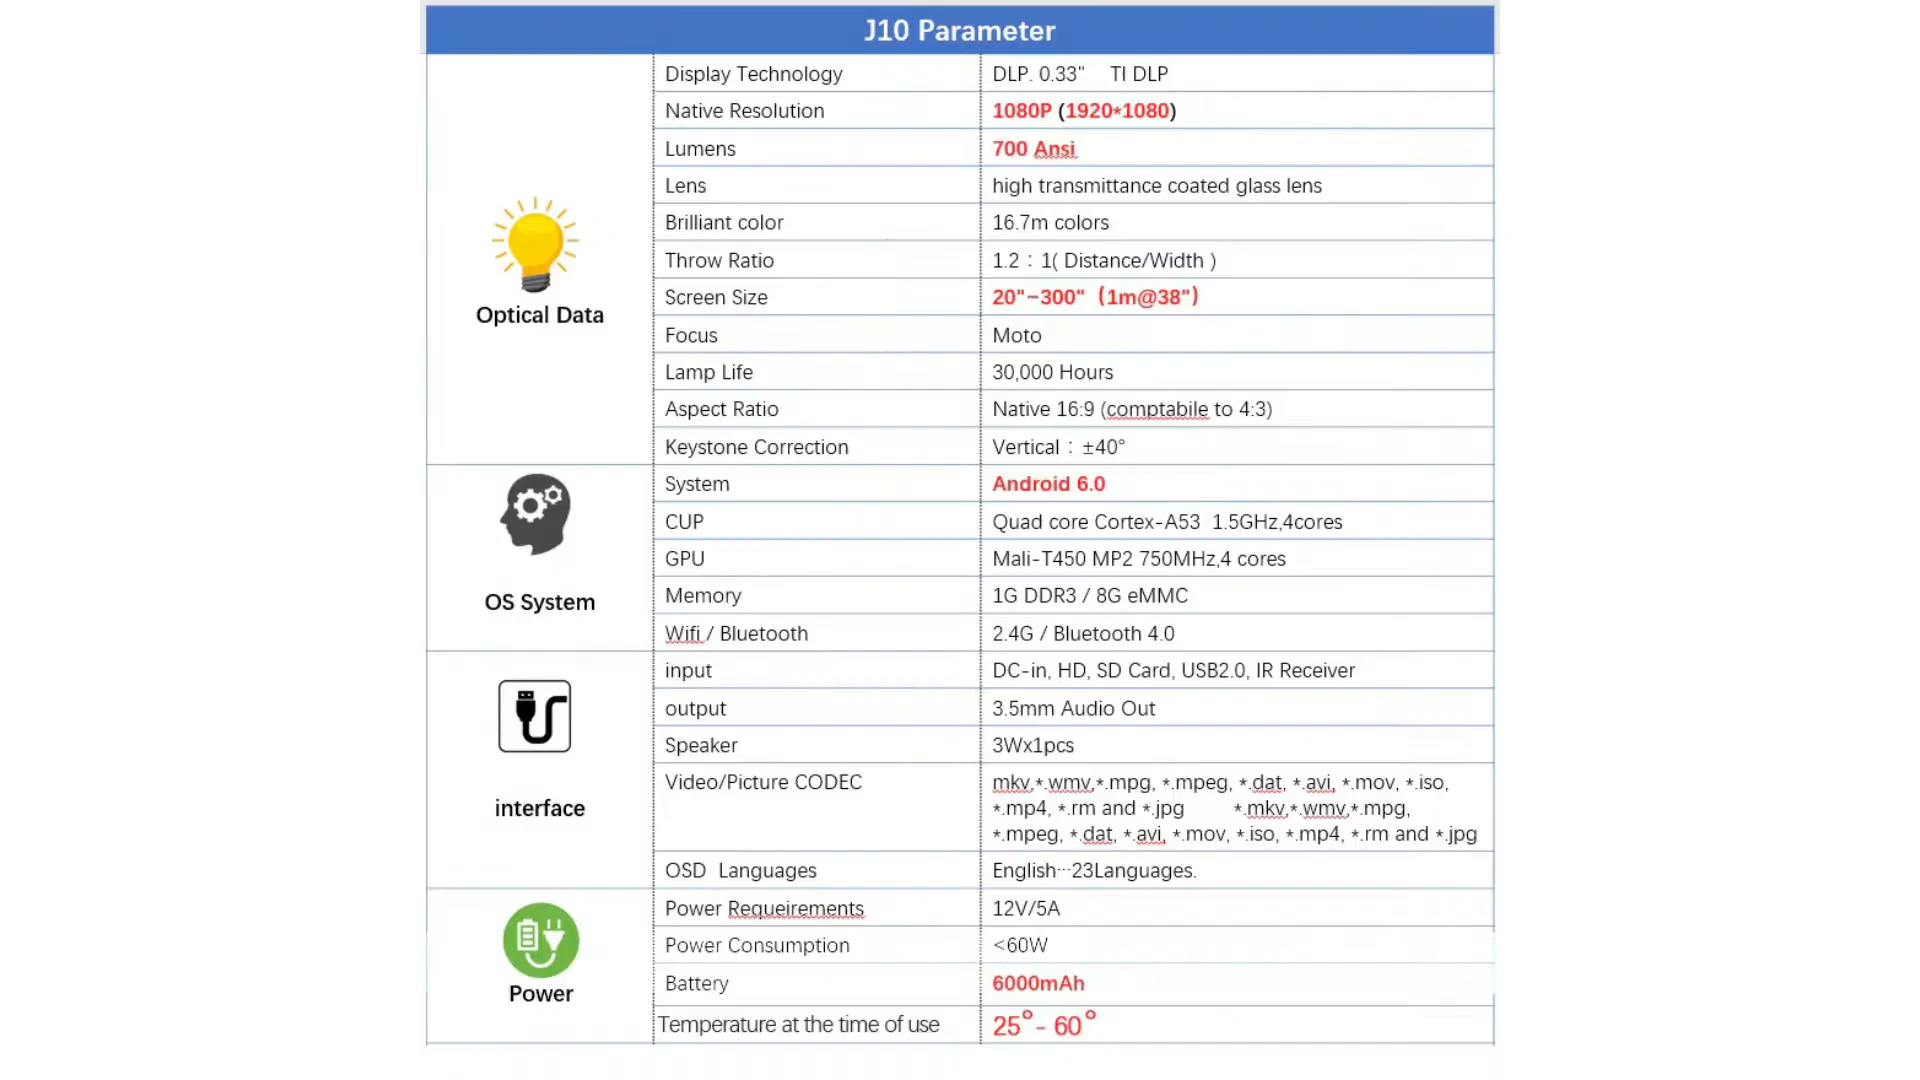 J10 Parameter
Optical Data
Display Technology DLP. 0.33" TI DLP
Native Resolution 1080P (1920*1080)
Lumens 700 Ansi
Lens high transmittance coated glass lens
Brilliant color 16.7m colors
Throw Ratio 1.2：1( Distance/Width )
Screen Size 20"~300"（1m@38"）
Focus Moto
Lamp Life 30,000 Hours
Aspect Ratio Native 16:9 (comptabile to 4:3)
Keystone Correction Vertical：±40°
OS System
System Android 6.0
CUP Quad core Cortex-A53 1.5GHz,4cores
GPU Mali-T450 MP2 750MHz,4 cores
Memory 1G DDR3 / 8G eMMC
Wifi / Bluetooth 2.4G / Bluetooth 4.0
interface
input DC-in, HD, SD Card, USB2.0, IR Receiver
output 3.5mm Audio Out
Speaker 3Wx1pcs
Video/Picture CODEC mkv,*.wmv,*.mpg, *.mpeg, *.dat, *.avi, *.mov, *.iso,
*.mp4, *.rm and *.jpg *.mkv,*.wmv,*.mpg,
*.mpeg, *.dat, *.avi, *.mov, *.iso, *.mp4, *.rm and *.jpg
OSD Languages English···23Languages.
Power
Power Requeirements 12V/5A
Power Consumption <60W
Battery 6000mAh
Temperature at the time of use 25°- 60°